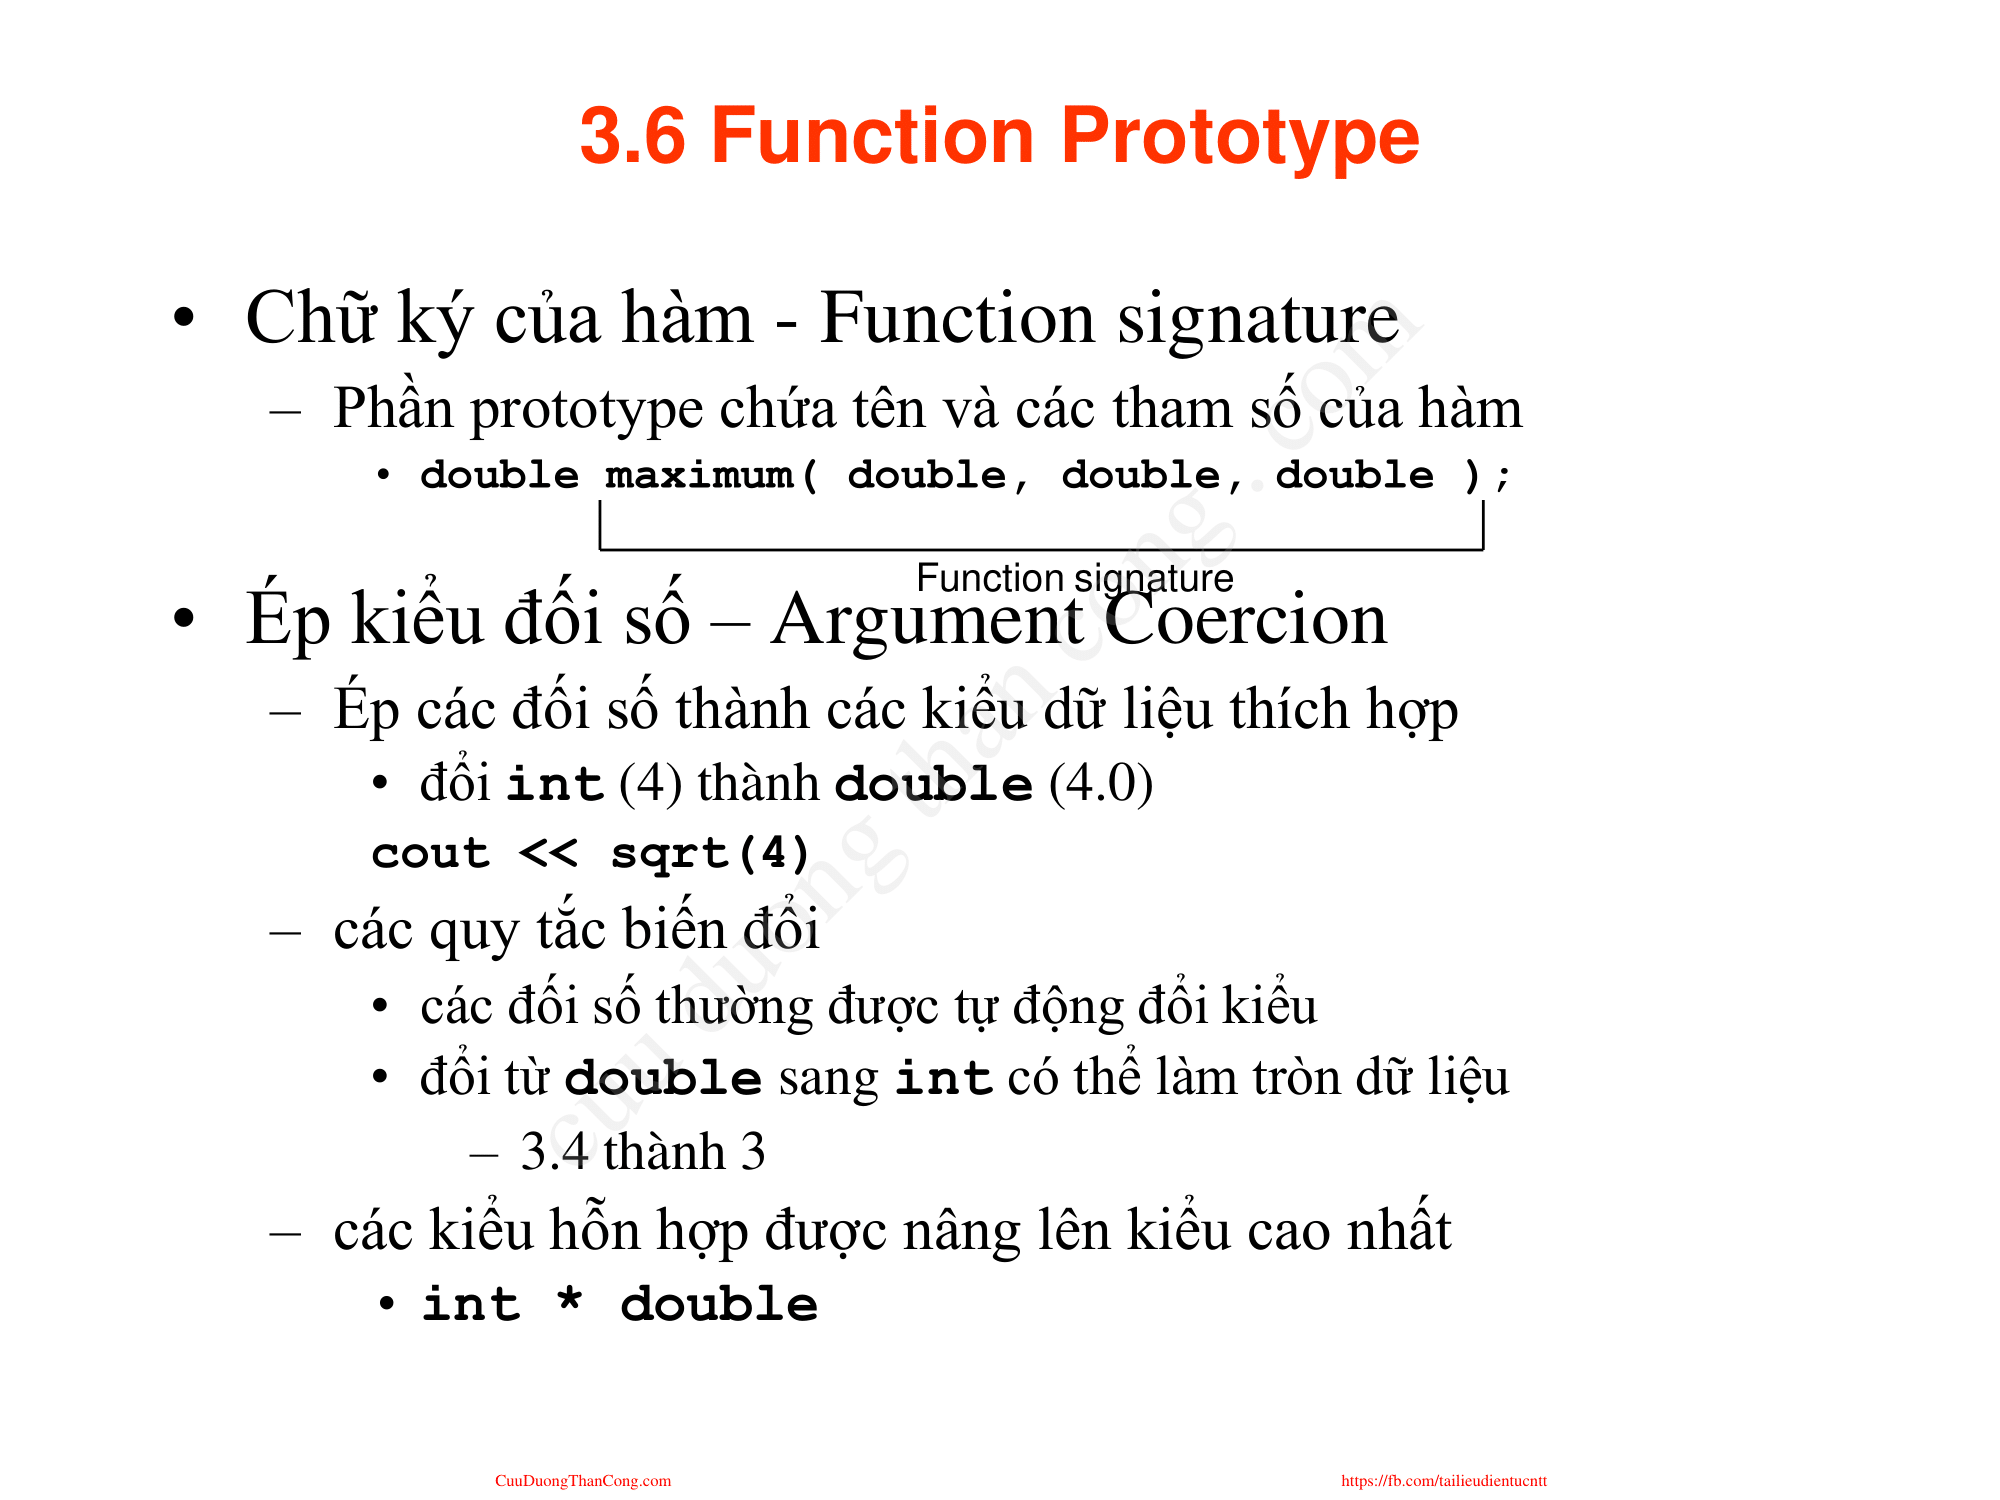 3.6 Function Prototype
• Chữ ký của hàm - Function signature
– Phần prototype chứa tên và các tham số của hàm
• double maximum( double, double, double );
Function signature
• Ép kiểu đối số – Argument Coercion
– Ép các đối số thành các kiểu dữ liệu thích hợp
• đổi int (4) thành double (4.0)
cout << sqrt(4)
– các quy tắc biến đổi
• các đối số thường được tự động đổi kiểu
• đổi từ double sang int có thể làm tròn dữ liệu
– 3.4 thành 3
– các kiểu hỗn hợp được nâng lên kiểu cao nhất
• int * double
cuu duong than cong . com
CuuDuongThanCong.com
https://fb.com/tailieudientucntt